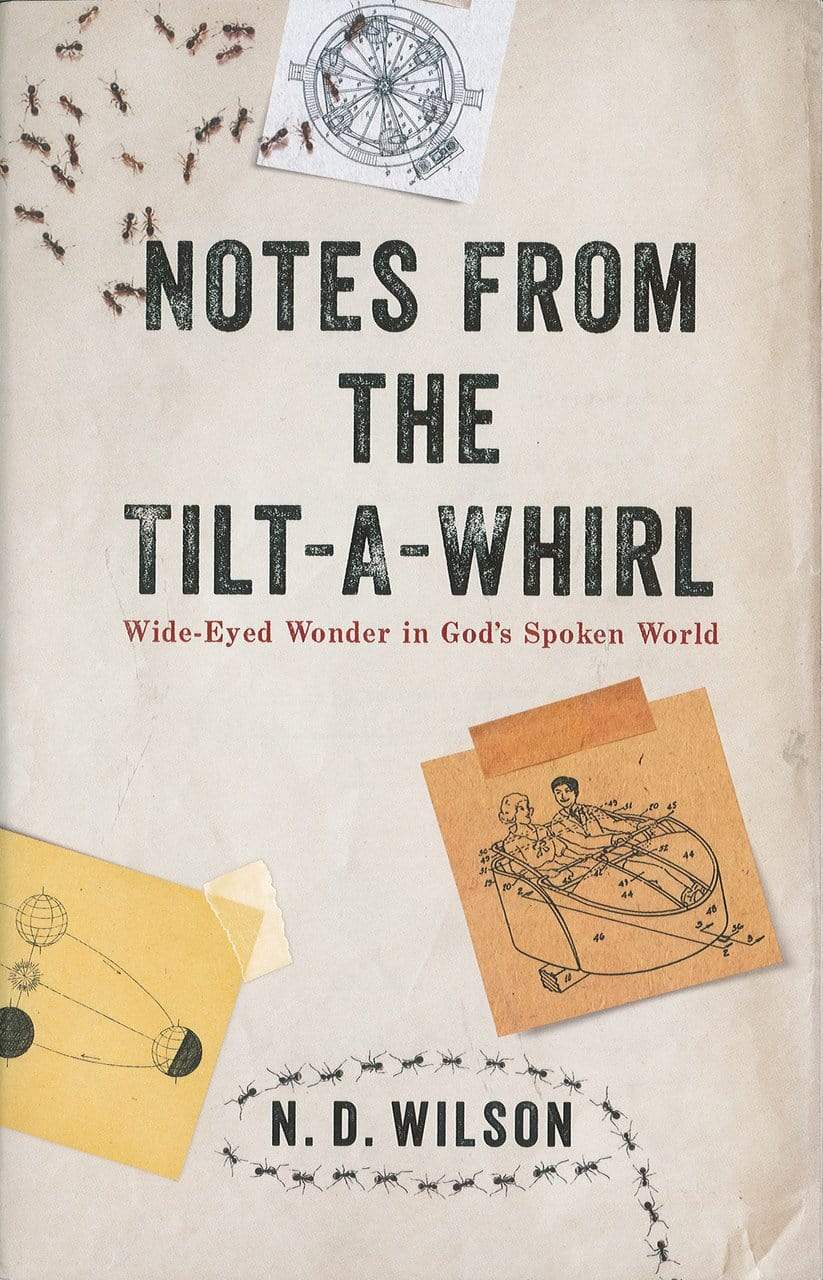 NOTES FROM
THE
TILT-A-WHIRL
Wide-Eyed Wonder in God's Spoken World
N. D. WILSON